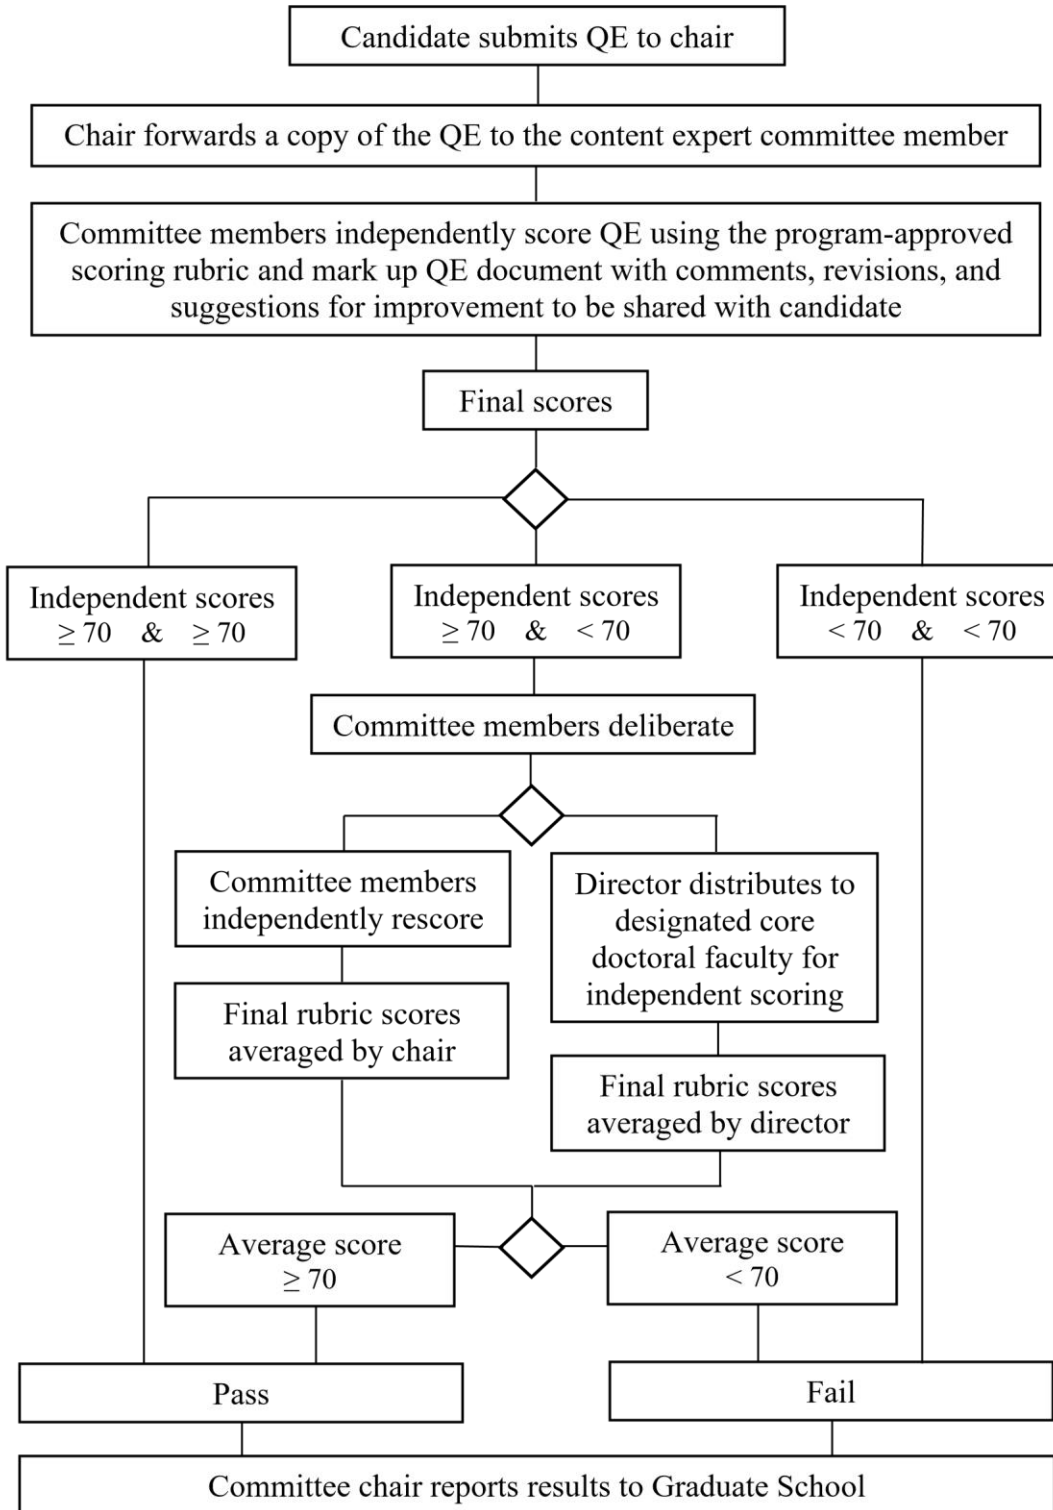 Candidate submits QE to chair
Chair forwards a copy of the QE to the content expert committee member
Committee members independently score QE using the program-approved
scoring rubric and mark up QE document with comments, revisions, and
suggestions for improvement to be shared with candidate
Final scores
Independent scores
≥ 70 & ≥ 70
Independent scores
≥ 70 & < 70
Independent scores
< 70 & < 70
Committee members deliberate
Committee members
independently rescore
Director distributes to
designated core
doctoral faculty for
independent scoring
Final rubric scores
averaged by chair
Final rubric scores
averaged by director
Average score
≥ 70
Average score
< 70
Pass
Fail
Committee chair reports results to Graduate School